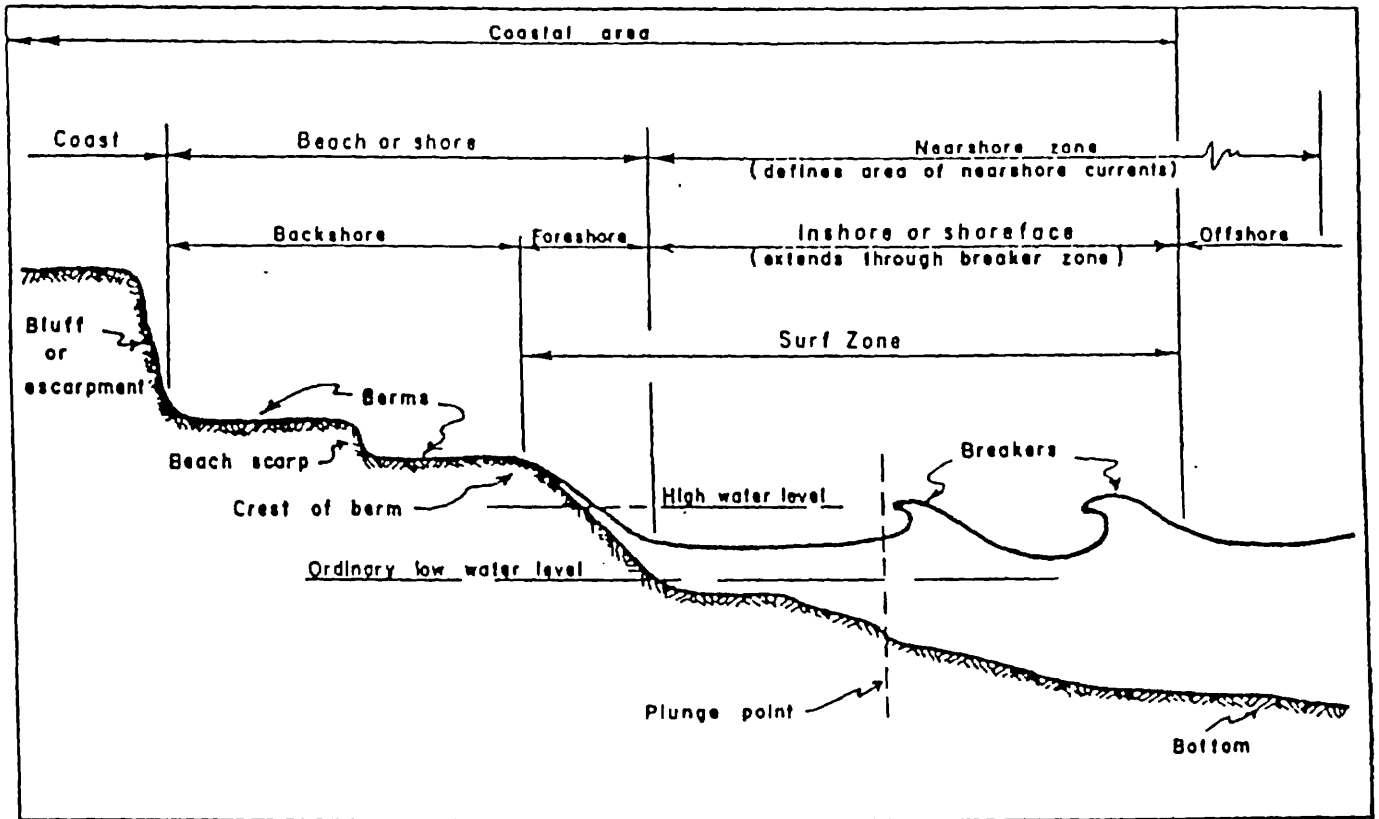 Coastal area
Coast
Beach or shore
Nearshore zone
(defines area of nearshore currents)
Backshore
Foreshore
Inshore or shoreface
(extends through breaker zone)
Offshore
Surf Zone
Bluff
or
escarpment
Berms
Beach scarp
Crest of berm
High water level
Breakers
Ordinary low water level
Plunge point
Bottom